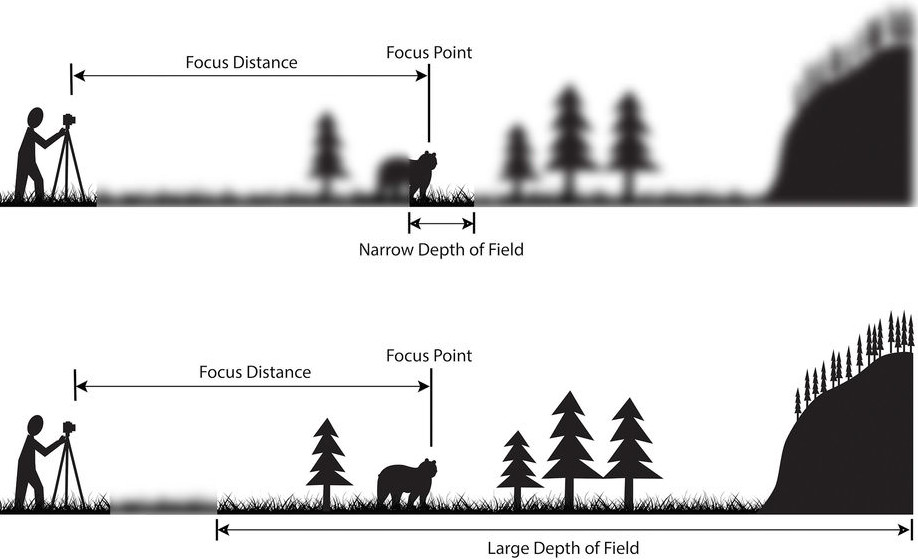 Focus Point
Focus Distance
Narrow Depth of Field
Focus Point
Focus Distance
Large Depth of Field